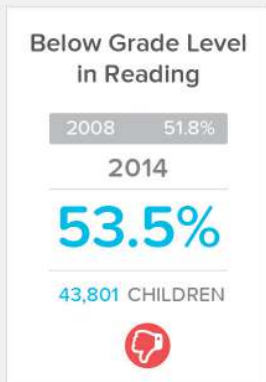 Below Grade Level
in Reading
2008 51.8%
2014
53.5%
43,801 CHILDREN